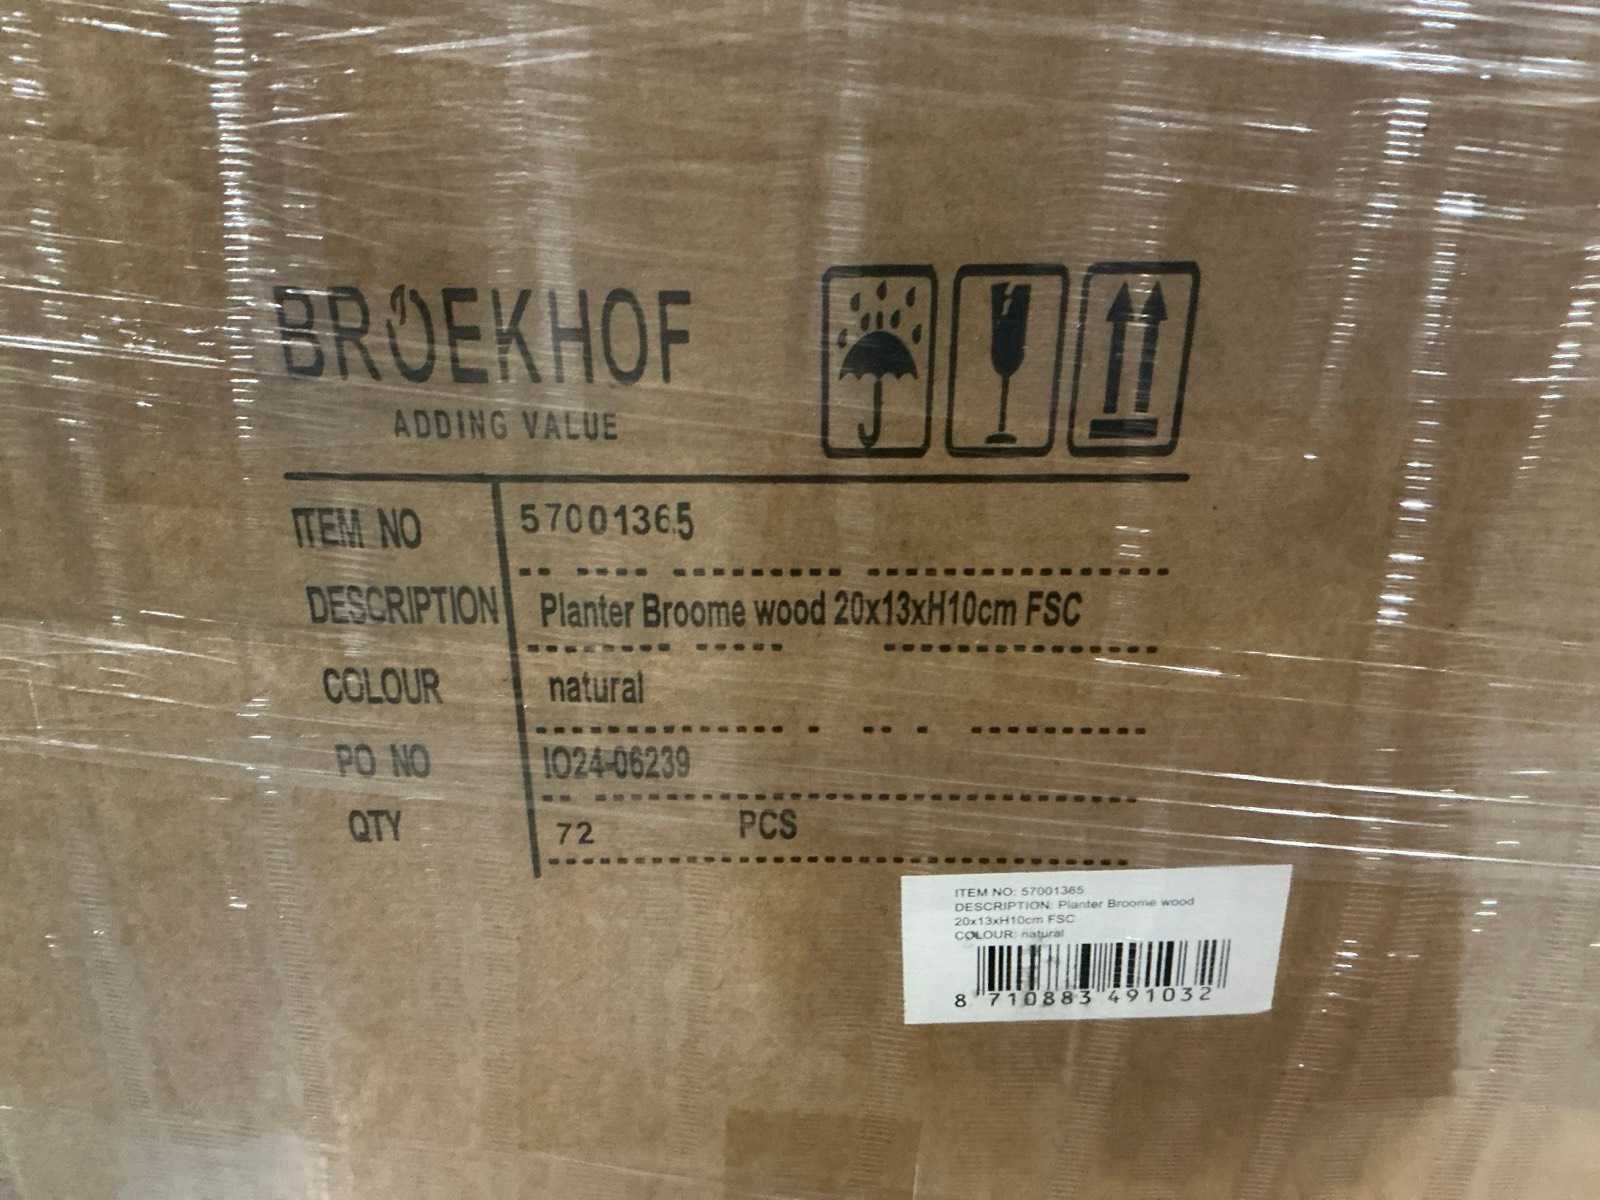 BROEKHOF
ADDING VALUE
ITEM NO 57001365
DESCRIPTION Planter Broome wood 20x13xH10cm FSC
COLOUR natural
PO NO IO24-06239
QTY 72 PCS
ITEM NO: 57001365
DESCRIPTION: Planter Broome wood
20x13xH10cm FSC
COLOUR: natural
8 710883 491032